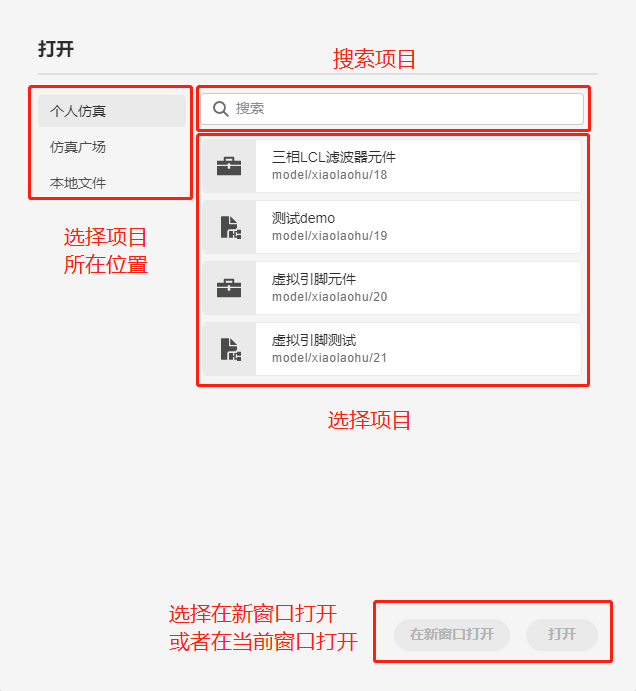 打开
搜索项目
个人仿真
仿真广场
本地文件
选择项目
所在位置
搜索
三相LCL滤波器元件
model/xiaolaohu/18
测试demo
model/xiaolaohu/19
虚拟引脚元件
model/xiaolaohu/20
虚拟引脚测试
model/xiaolaohu/21
选择项目
选择在新窗口打开
或者在当前窗口打开
在新窗口打开
打开